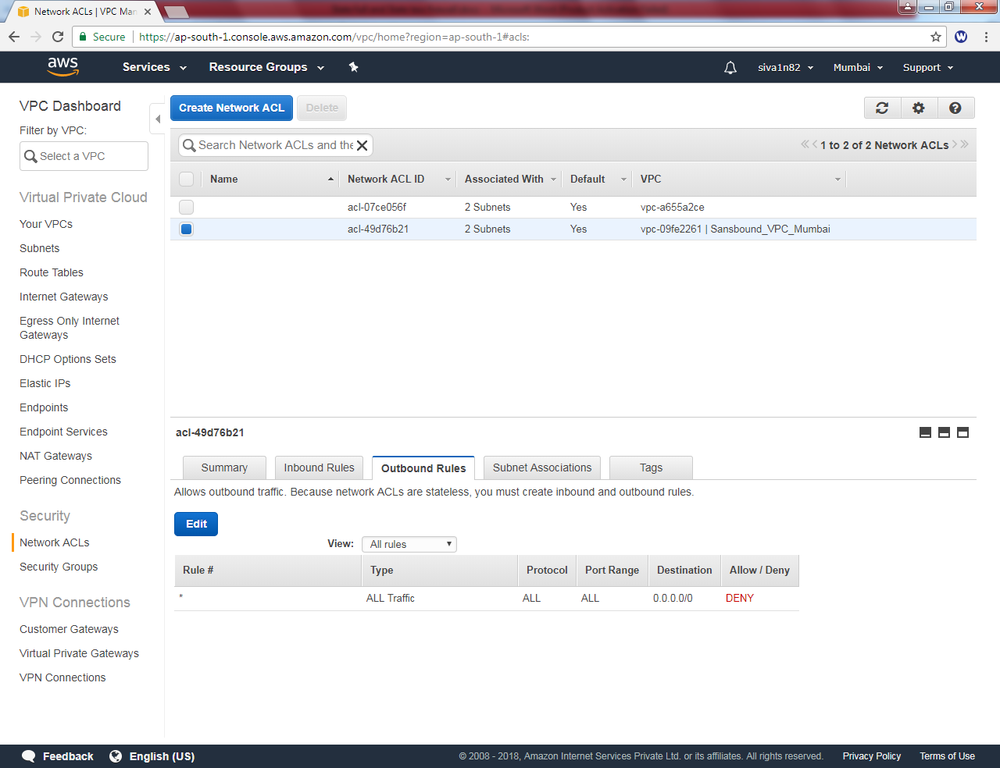 Network ACLs | VPC Man
Secure
https://ap-south-1.console.aws.amazon.com/vpc/home?region=ap-south-1#acls:
W
aws
Services
Resource Groups
siva1n82
Mumbai
Support
VPC Dashboard
Filter by VPC:
Select a VPC
Virtual Private Cloud
Your VPCs
Subnets
Route Tables
Internet Gateways
Egress Only Internet
Gateways
DHCP Options Sets
Elastic IPs
Endpoints
Endpoint Services
NAT Gateways
Peering Connections
Security
Network ACLs
Security Groups
VPN Connections
Customer Gateways
Virtual Private Gateways
VPN Connections
Create Network ACL
Delete
Search Network ACLs and the
1 to 2 of 2 Network ACLs
Name Network ACL ID Associated With Default VPC
acl-07ce056f 2 Subnets Yes vpc-a655a2ce
acl-49d76b21 2 Subnets Yes vpc-09fe2261 | Sansbound_VPC_Mumbai
acl-49d76b21
Summary Inbound Rules Outbound Rules Subnet Associations Tags
Allows outbound traffic. Because network ACLs are stateless, you must create inbound and outbound rules.
Edit
View: All rules
Rule # Type Protocol Port Range Destination Allow / Deny
* ALL Traffic ALL ALL 0.0.0.0/0 DENY
Feedback
English (US)
© 2008 - 2018, Amazon Internet Services Private Ltd. or its affiliates. All rights reserved.
Privacy Policy
Terms of Use